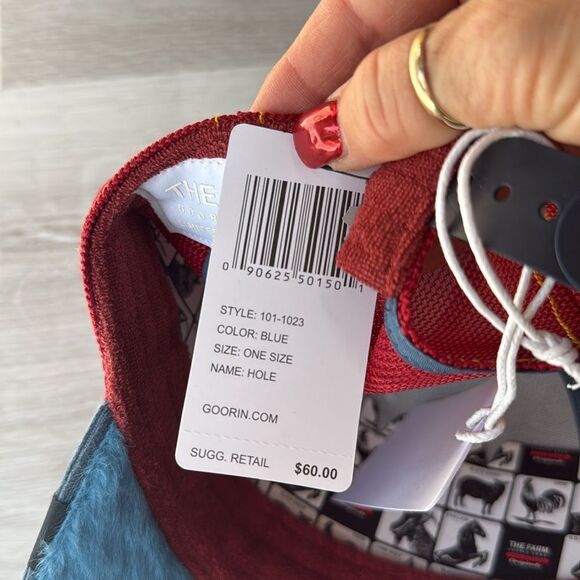 THE
0 90625 50150 1
STYLE: 101-1023
COLOR: BLUE
SIZE: ONE SIZE
NAME: HOLE
GOORIN.COM
SUGG. RETAIL $60.00
THE FARM